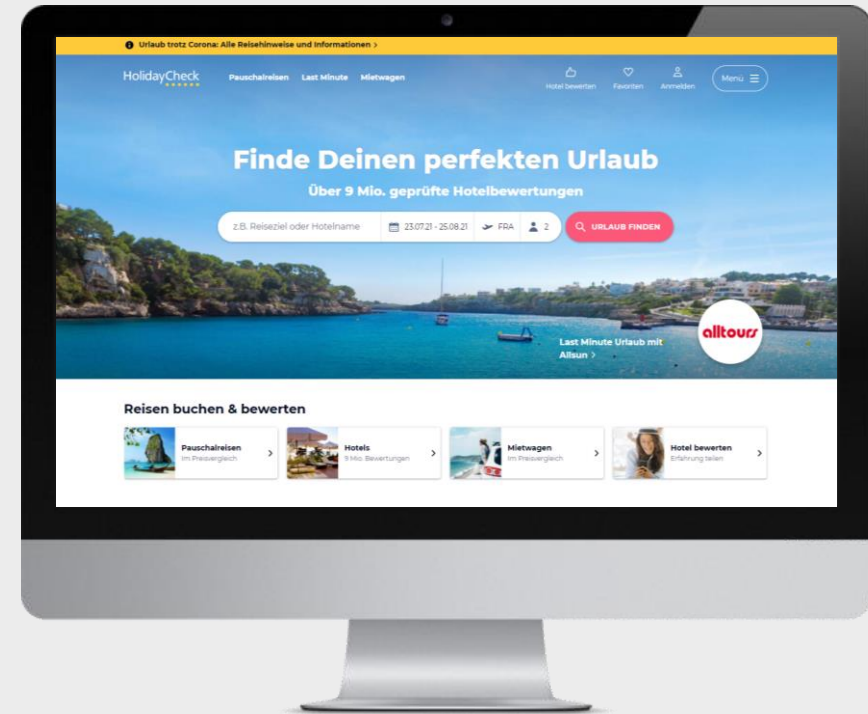 Urlaub trotz Corona: Alle Reisehinweise und Informationen >
HolidayCheck
Pauschalreisen Last Minute Mietwagen
Hotel bewerten Favoriten Anmelden
Menü
Finde Deinen perfekten Urlaub
Über 9 Mio. geprüfte Hotelbewertungen
z.B. Reiseziel oder Hotelname 23.07.21 - 25.08.21 FRA 2 URLAUB FINDEN
alltours
Last Minute Urlaub mit
Allsun >
Reisen buchen & bewerten
Pauschalreisen
Im Preisvergleich
Hotels
9 Mio. Bewertungen
Mietwagen
Im Preisvergleich
Hotel bewerten
Erfahrung teilen